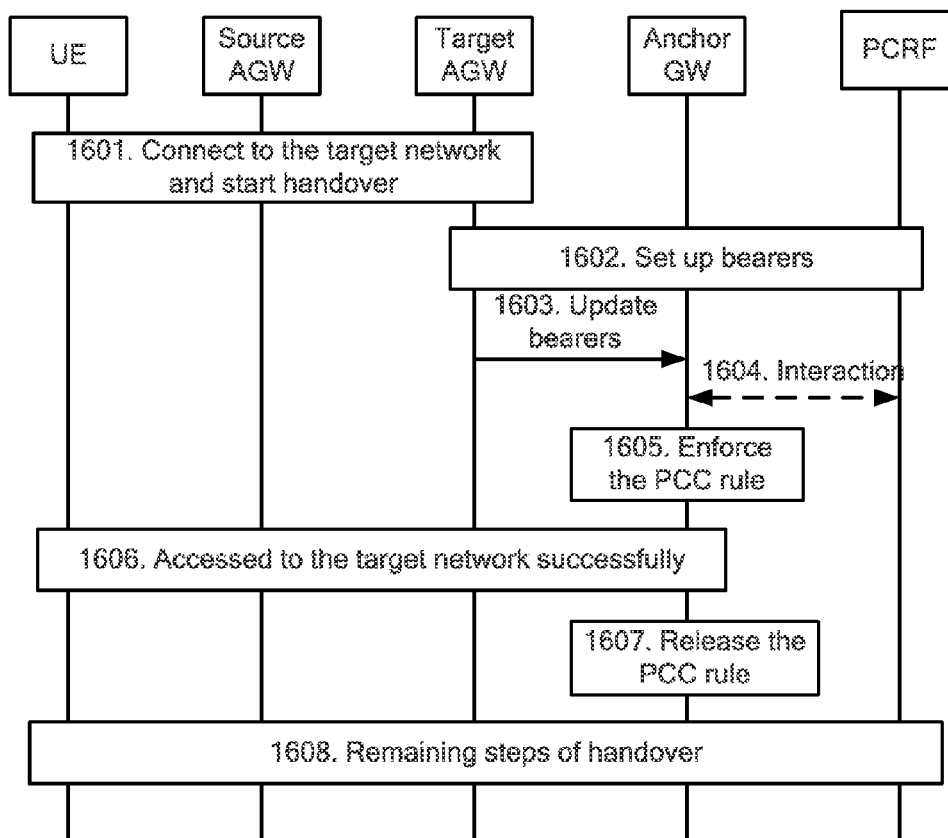 UE
Source
AGW
Target
AGW
Anchor
GW
PCRF
1601. Connect to the target network
and start handover
1602. Set up bearers
1603. Update
bearers
1604. Interaction
1605. Enforce
the PCC rule
1606. Accessed to the target network successfully
1607. Release the
PCC rule
1608. Remaining steps of handover